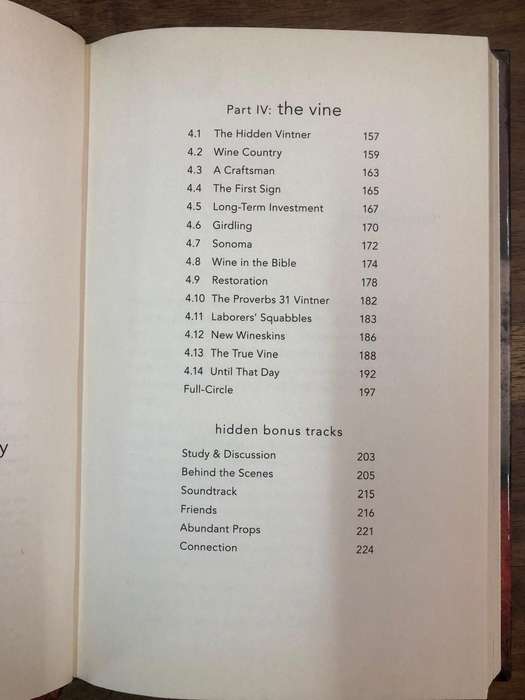 Part IV: the vine
4.1 The Hidden Vintner 157
4.2 Wine Country 159
4.3 A Craftsman 163
4.4 The First Sign 165
4.5 Long-Term Investment 167
4.6 Girdling 170
4.7 Sonoma 172
4.8 Wine in the Bible 174
4.9 Restoration 178
4.10 The Proverbs 31 Vintner 182
4.11 Laborers' Squabbles 183
4.12 New Wineskins 186
4.13 The True Vine 188
4.14 Until That Day 192
Full-Circle 197
hidden bonus tracks
Study & Discussion 203
Behind the Scenes 205
Soundtrack 215
Friends 216
Abundant Props 221
Connection 224
y